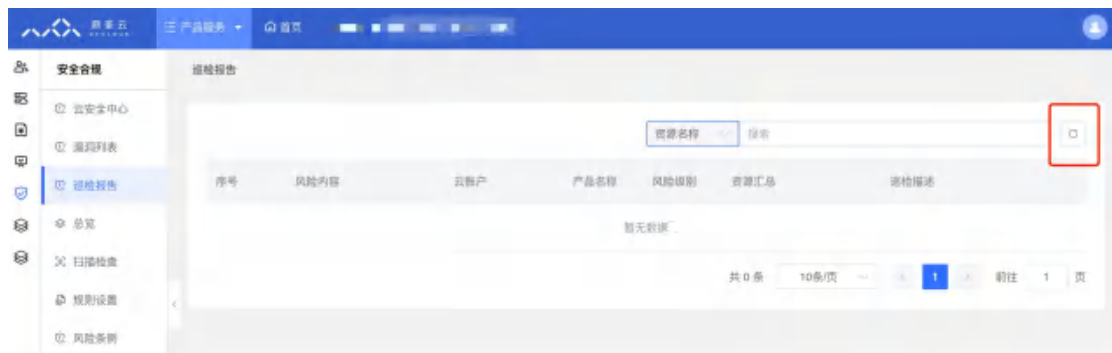 产品服务 首页
安全合规
云安全中心
漏洞列表
巡检报告
总览
扫描检查
规则设置
风险条例
巡检报告
资源名称 搜索
序号 风险内容 云账户 产品名称 风险级别 资源汇总 巡检描述
暂无数据
共 0 条 10条/页 1 前往 1 页